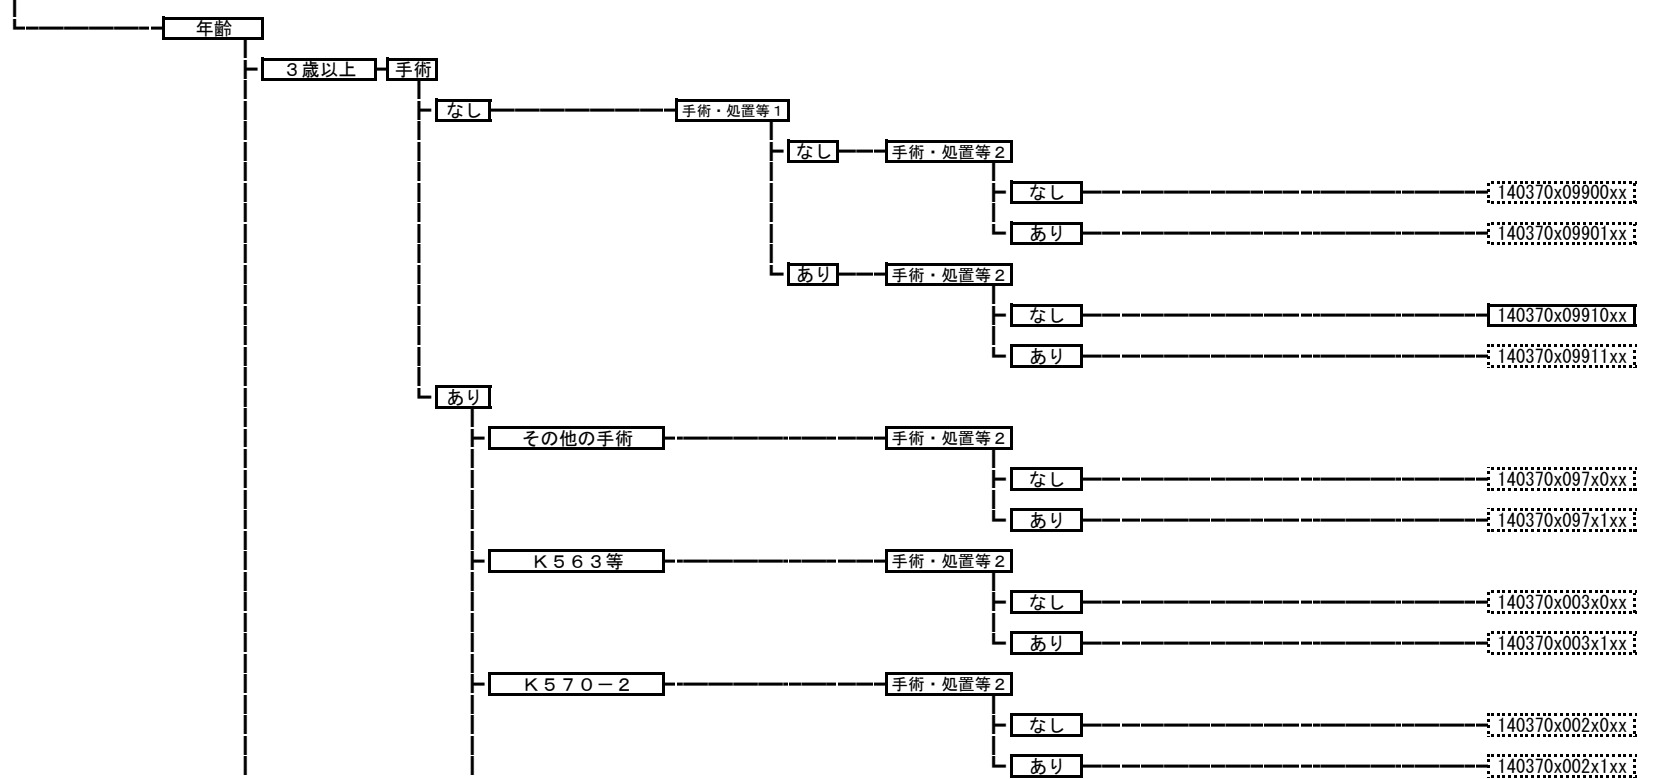 年齢
３歳以上 手術
なし 手術・処置等１
なし 手術・処置等２
なし 140370x09900xx
あり 140370x09901xx
あり 手術・処置等２
なし 140370x09910xx
あり 140370x09911xx
あり
その他の手術 手術・処置等２
なし 140370x097x0xx
あり 140370x097x1xx
Ｋ５６３等 手術・処置等２
なし 140370x003x0xx
あり 140370x003x1xx
Ｋ５７０－２ 手術・処置等２
なし 140370x002x0xx
あり 140370x002x1xx